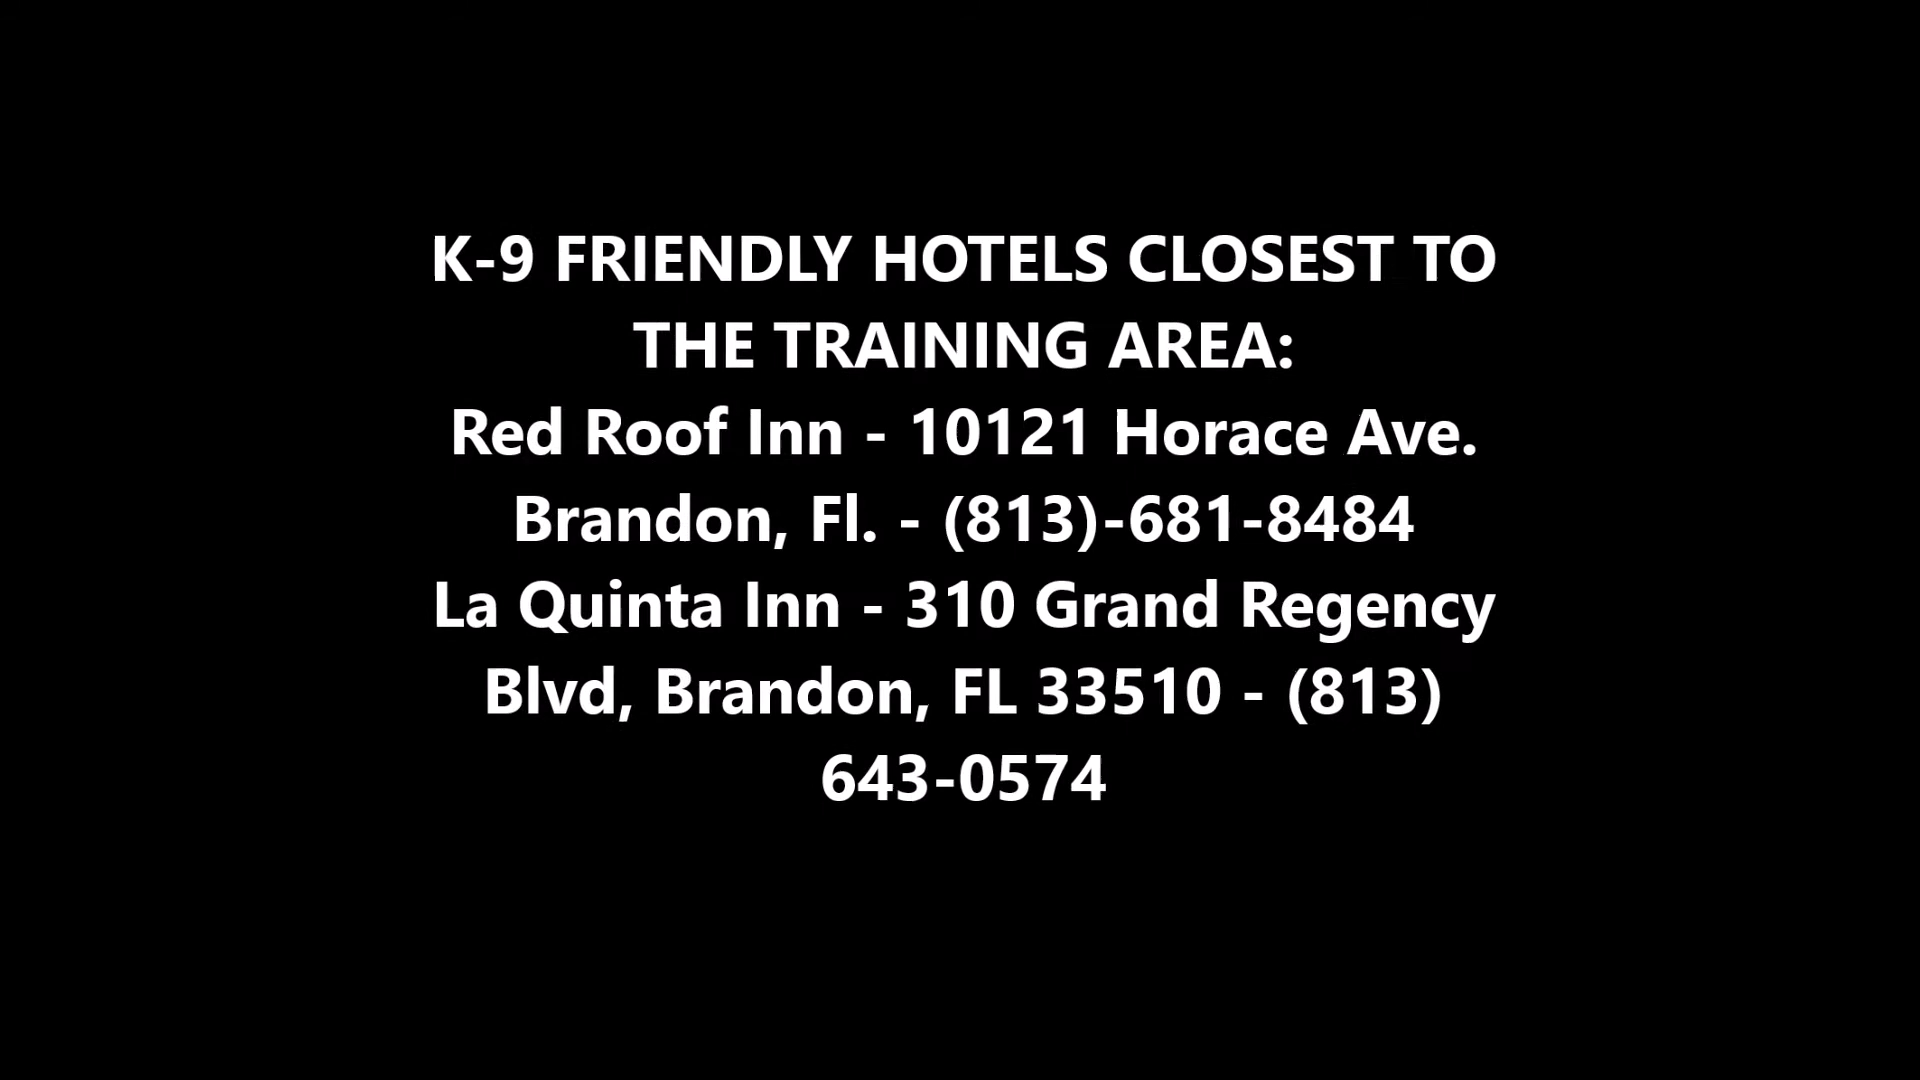 K-9 FRIENDLY HOTELS CLOSEST TO
THE TRAINING AREA:
Red Roof Inn - 10121 Horace Ave.
Brandon, Fl. - (813)-681-8484
La Quinta Inn - 310 Grand Regency
Blvd, Brandon, FL 33510 - (813)
643-0574